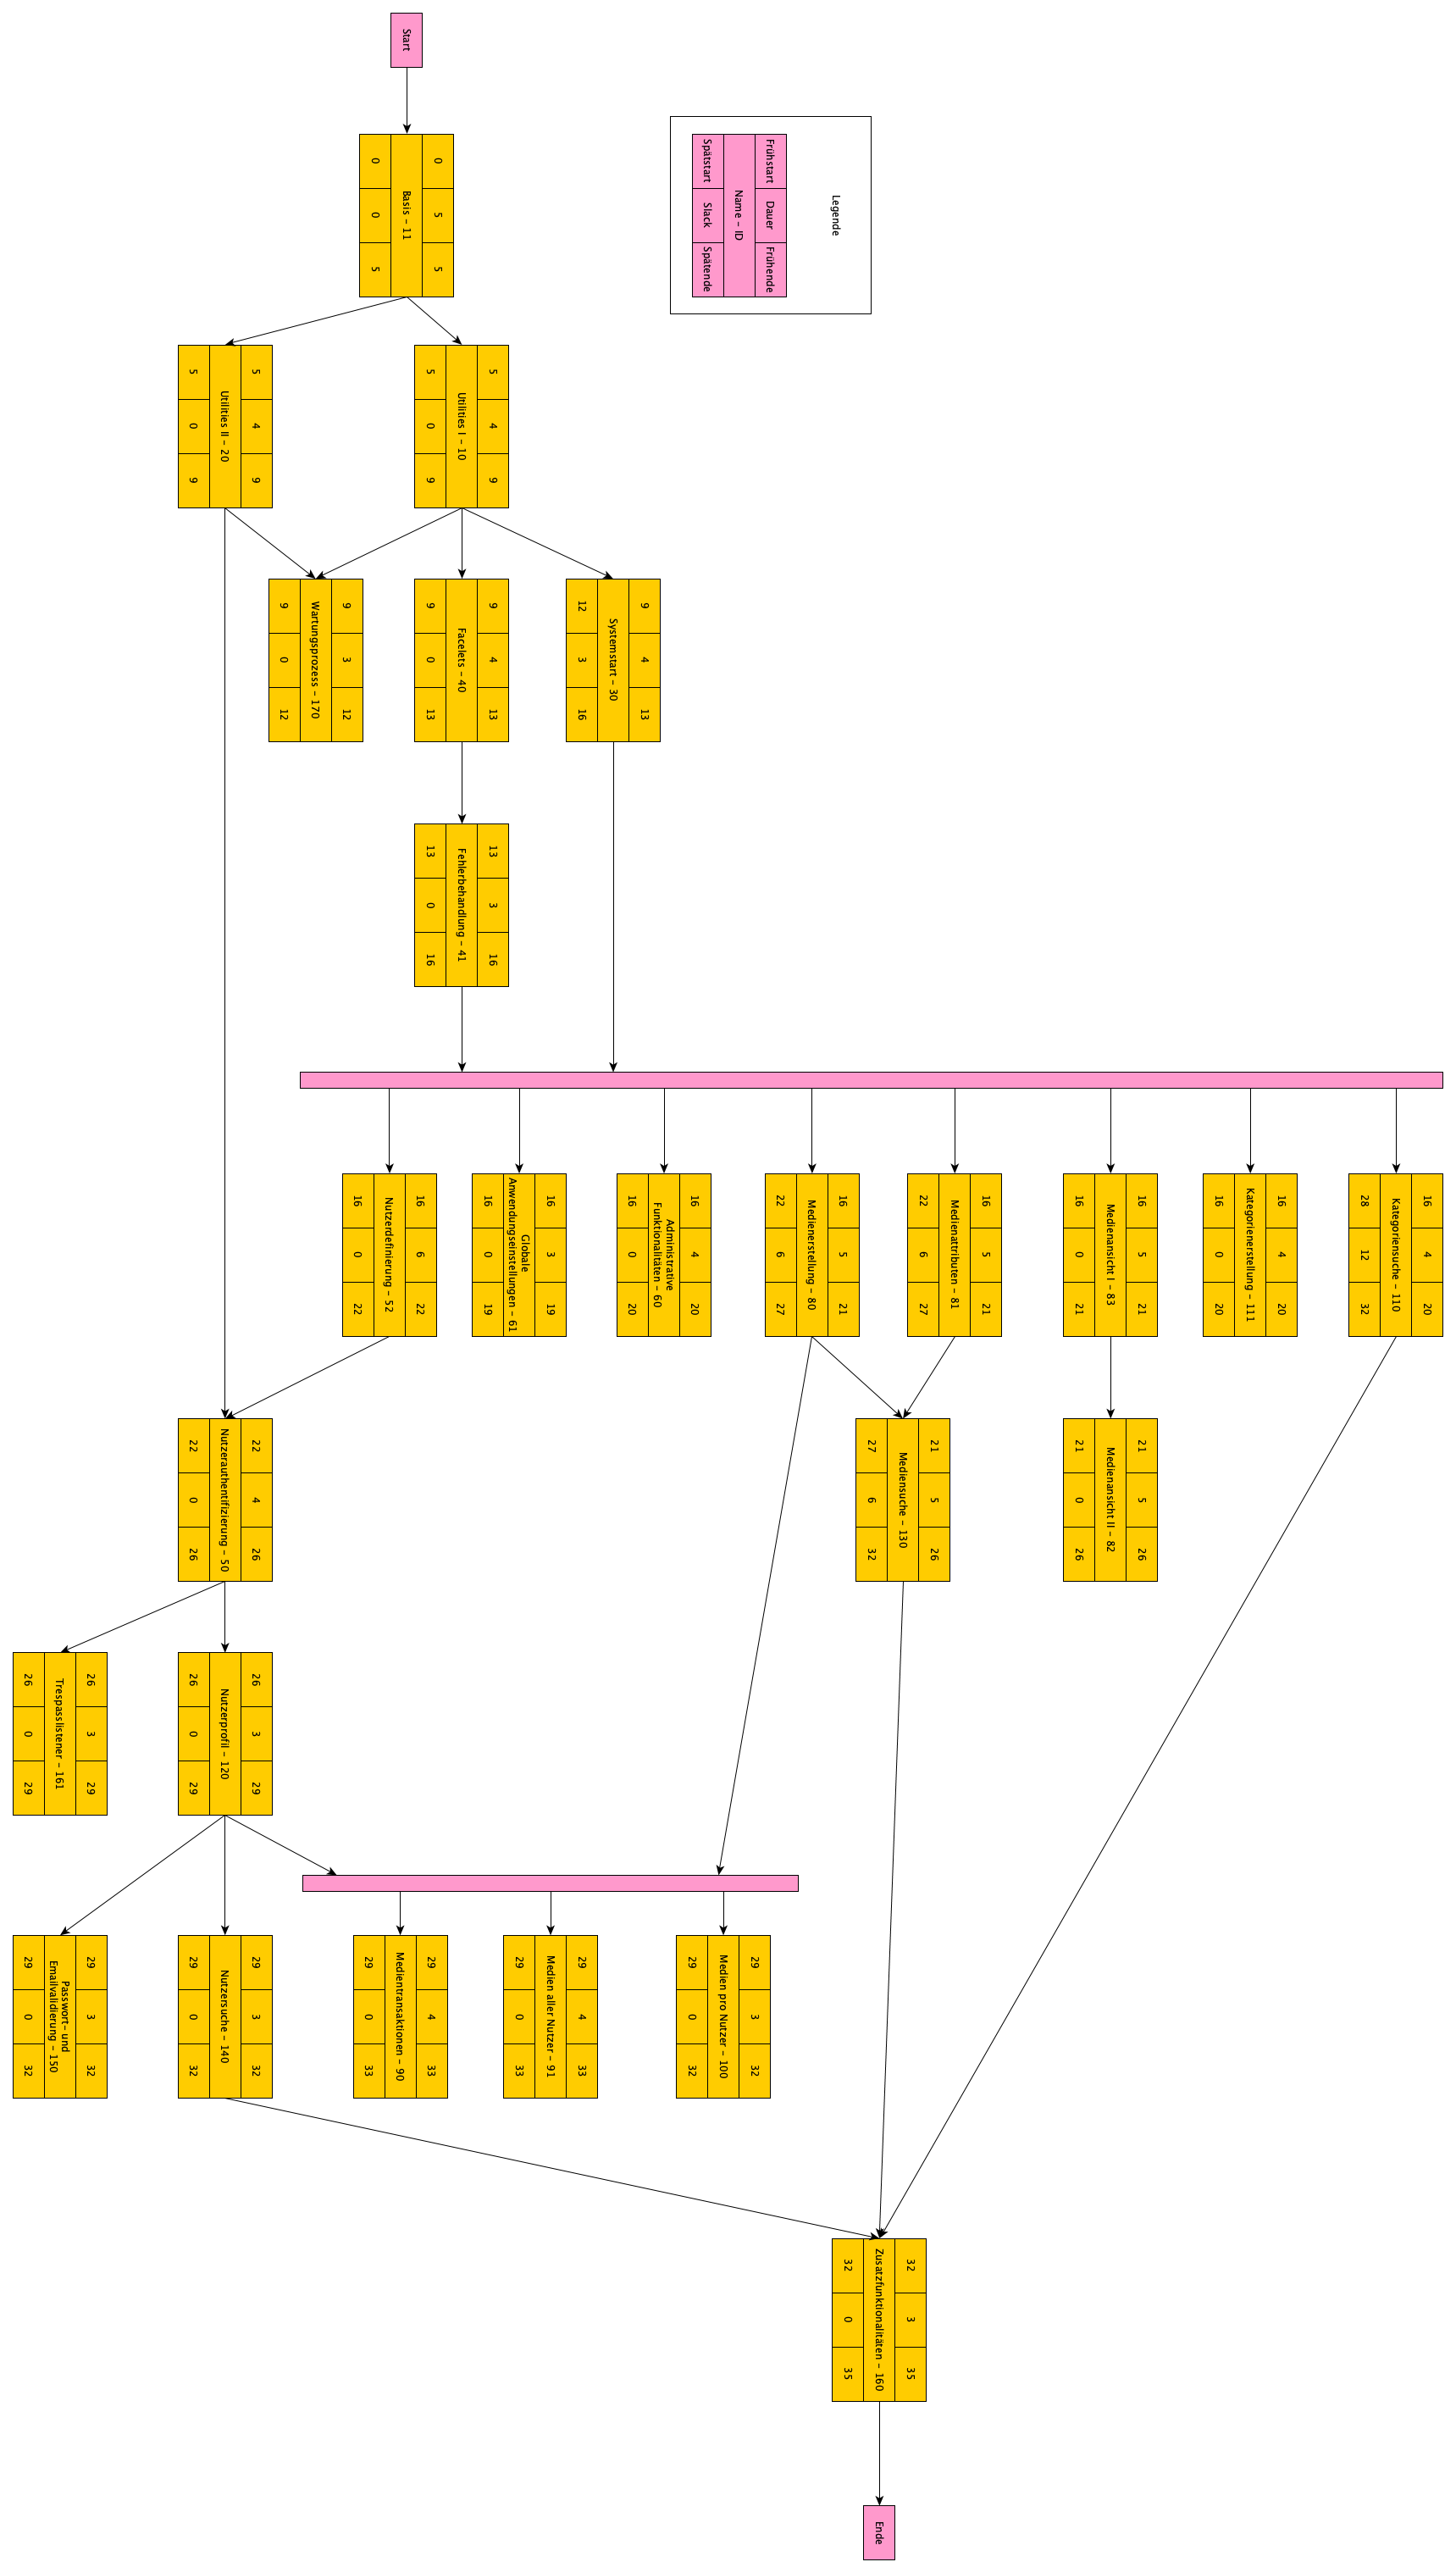 Start
Legende
Frühstart Dauer Frühende
Name – ID
Spätstart Slack Spätende
0 5 5
Basis – 11
0 0 5
5 4 9
Utilities I – 10
5 0 9
5 4 9
Utilities II – 20
5 0 9
9 4 13
Systemstart – 30
12 3 16
9 4 13
Facelets – 40
9 0 13
9 3 12
Wartungsprozess – 170
9 0 12
13 3 16
Fehlerbehandlung – 41
13 0 16
16 4 20
Kategoriensuche – 110
28 12 32
16 4 20
Kategorienerstellung – 111
16 0 20
16 5 21
Medienansicht I – 83
16 0 21
16 5 21
Medienattributen – 81
22 6 27
16 5 21
Medienerstellung – 80
22 6 27
16 4 20
Administrative
Funktionalitäten – 60
16 0 20
16 3 19
Globale
Anwendungseinstellungen – 61
16 0 19
16 6 22
Nutzerdefinierung – 52
16 0 22
21 5 26
Medienansicht II – 82
21 0 26
21 5 26
Mediensuche – 130
27 6 32
22 4 26
Nutzerauthentifizierung – 50
22 0 26
26 3 29
Nutzerprofil – 120
26 0 29
26 3 29
Trespasslistener – 161
26 0 29
29 3 32
Medien pro Nutzer – 100
29 0 32
29 4 33
Medien aller Nutzer – 91
29 0 33
29 4 33
Medientransaktionen – 90
29 0 33
29 3 32
Nutzersuche – 140
29 0 32
29 3 32
Passwort– und
Emailvalidierung – 150
29 0 32
32 3 35
Zusatzfunktionalitäten – 160
32 0 35
Ende